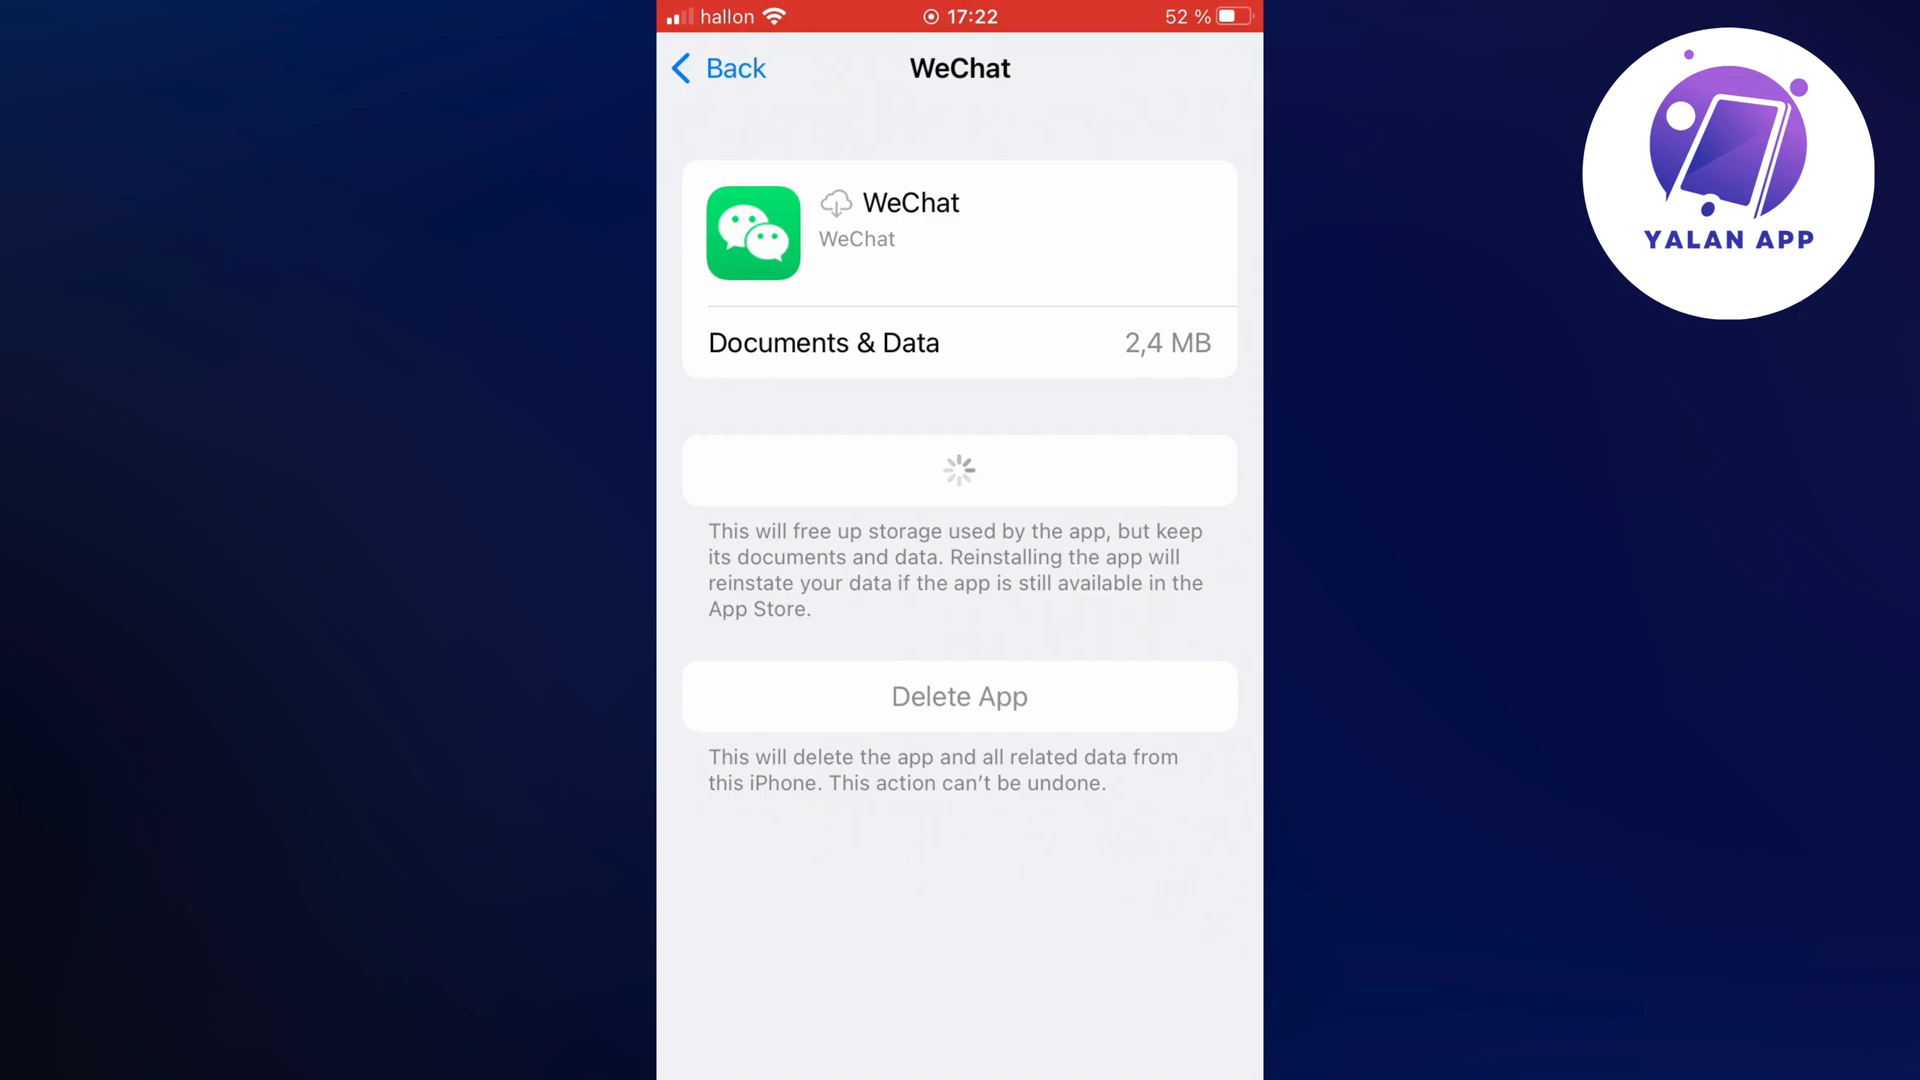 hallon 17:22 52 %
Back WeChat
WeChat
WeChat
Documents & Data 2,4 MB
This will free up storage used by the app, but keep
its documents and data. Reinstalling the app will
reinstate your data if the app is still available in the
App Store.
Delete App
This will delete the app and all related data from
this iPhone. This action can’t be undone.
YALAN APP